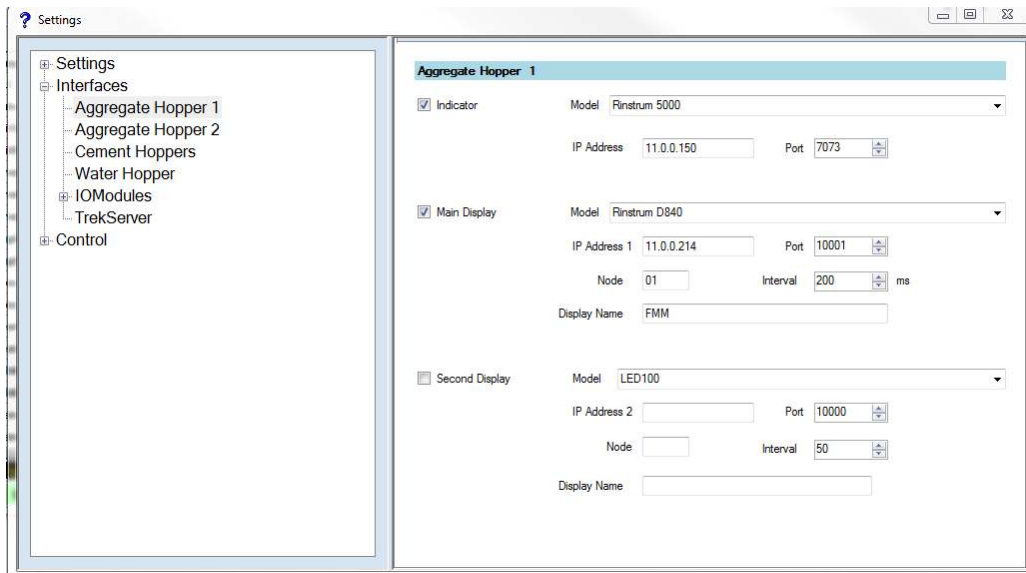 Settings
Settings
Interfaces
Aggregate Hopper 1
Aggregate Hopper 2
Cement Hoppers
Water Hopper
IOModules
TrekServer
Control
Aggregate Hopper 1
Indicator Model Rinstrum 5000
IP Address 11.0.0.150 Port 7073
Main Display Model Rinstrum D840
IP Address 1 11.0.0.214 Port 10001
Node 01 Interval 200 ms
Display Name FMM
Second Display Model LED100
IP Address 2 Port 10000
Node Interval 50
Display Name